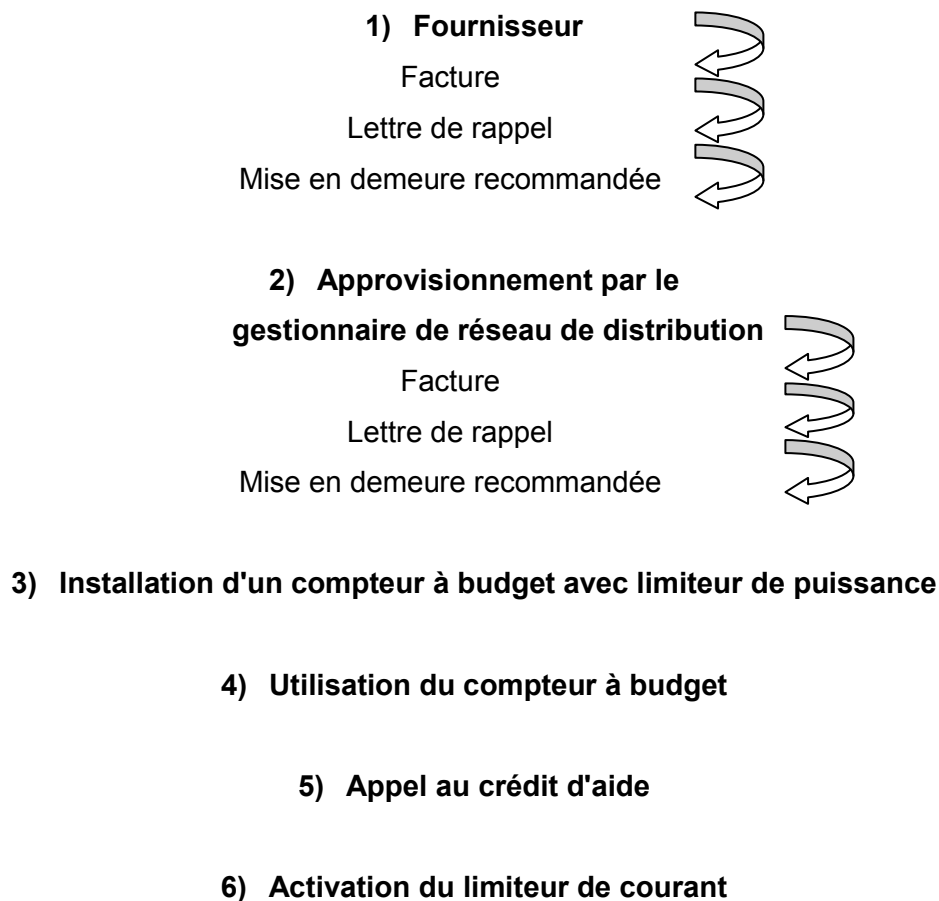 1) Fournisseur
Facture
Lettre de rappel
Mise en demeure recommandée
2) Approvisionnement par le
gestionnaire de réseau de distribution
Facture
Lettre de rappel
Mise en demeure recommandée
3) Installation d'un compteur à budget avec limiteur de puissance
4) Utilisation du compteur à budget
5) Appel au crédit d'aide
6) Activation du limiteur de courant